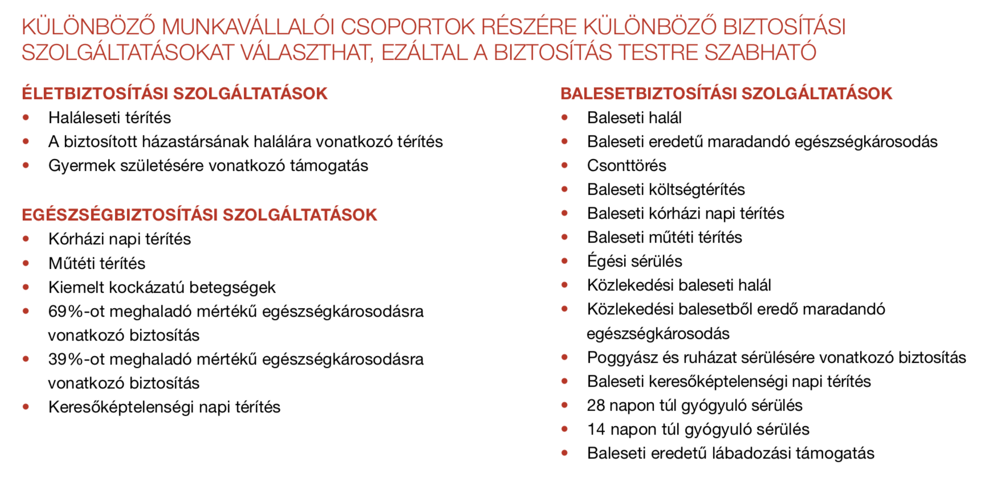 KÜLÖNBÖZŐ MUNKAVÁLLALÓI CSOPORTOK RÉSZÉRE KÜLÖNBÖZŐ BIZTOSÍTÁSI
SZOLGÁLTATÁSOKAT VÁLASZTHAT, EZÁLTAL A BIZTOSÍTÁS TESTRE SZABHATÓ
ÉLETBIZTOSÍTÁSI SZOLGÁLTATÁSOK
• Haláleseti térítés
• A biztosított házastársának halálára vonatkozó térítés
• Gyermek születésére vonatkozó támogatás
EGÉSZSÉGBIZTOSÍTÁSI SZOLGÁLTATÁSOK
• Kórházi napi térítés
• Műtéti térítés
• Kiemelt kockázatú betegségek
• 69%-ot meghaladó mértékű egészségkárosodásra
vonatkozó biztosítás
• 39%-ot meghaladó mértékű egészségkárosodásra
vonatkozó biztosítás
• Keresőképtelenségi napi térítés
BALESETBIZTOSÍTÁSI SZOLGÁLTATÁSOK
• Baleseti halál
• Baleseti eredetű maradandó egészségkárosodás
• Csonttörés
• Baleseti költségtérítés
• Baleseti kórházi napi térítés
• Baleseti műtéti térítés
• Égési sérülés
• Közlekedési baleseti halál
• Közlekedési balesetből eredő maradandó
egészségkárosodás
• Poggyász és ruházat sérülésére vonatkozó biztosítás
• Baleseti keresőképtelenségi napi térítés
• 28 napon túl gyógyuló sérülés
• 14 napon túl gyógyuló sérülés
• Baleseti eredetű lábadozási támogatás